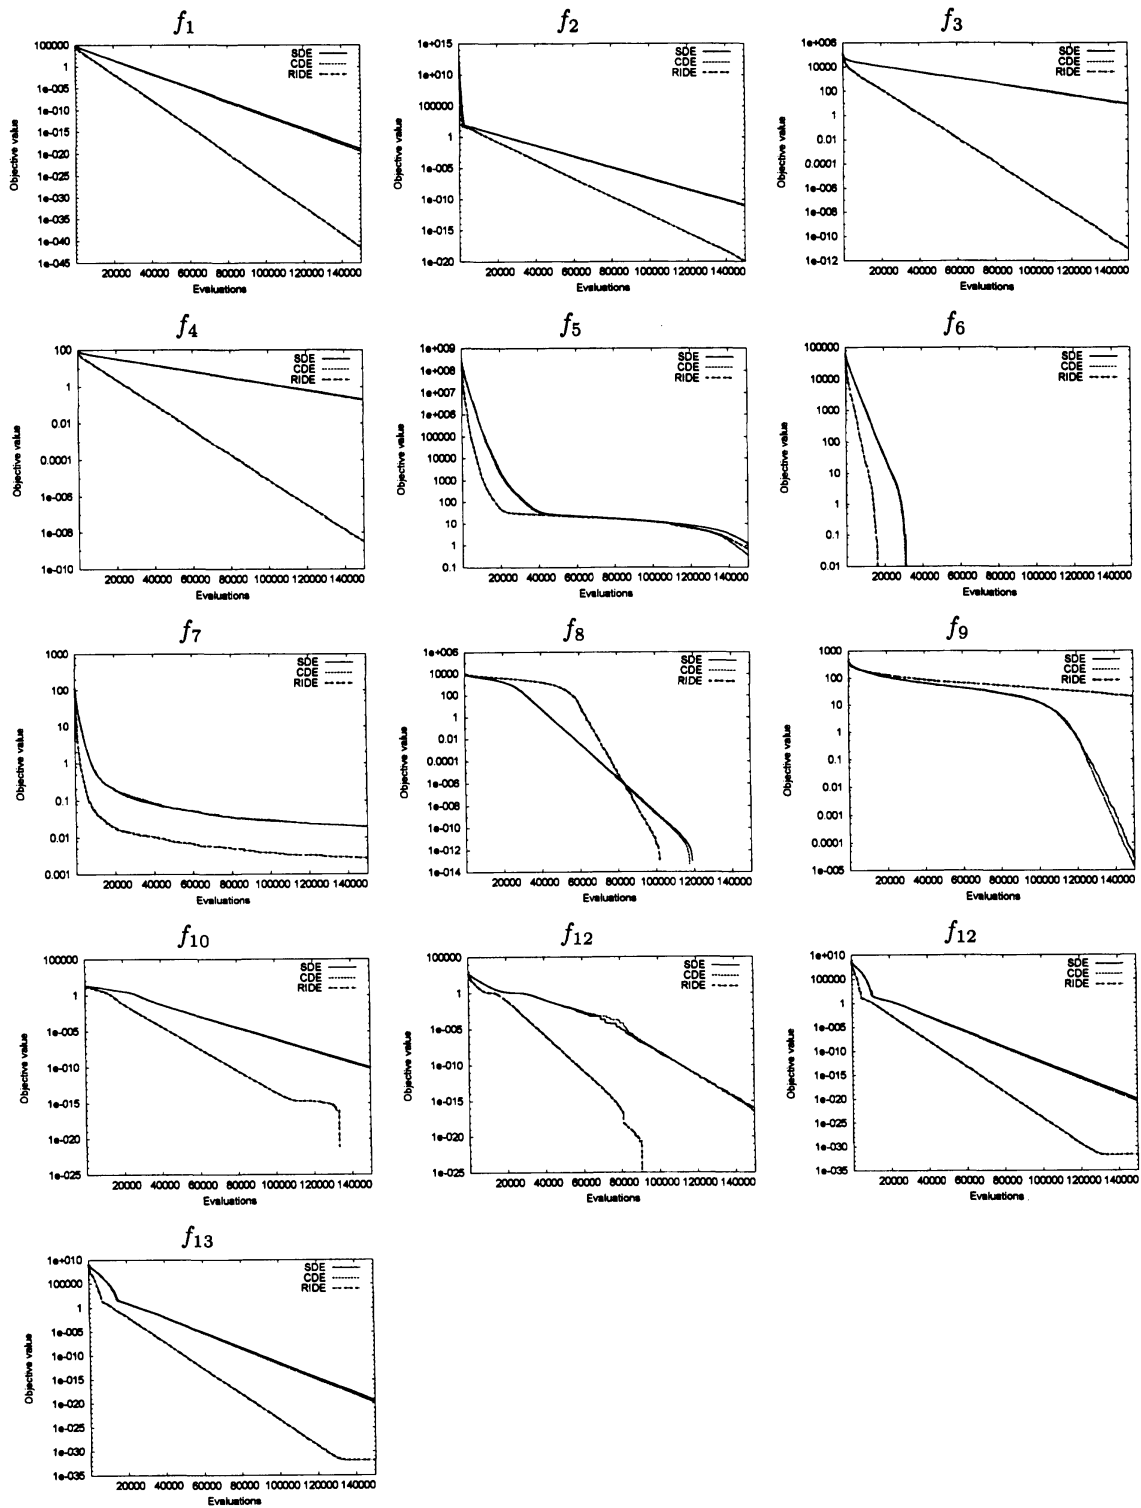 f1
100000
1
1e-005
1e-010
1e-015
1e-020
1e-025
1e-030
1e-035
1e-040
1e-045
Objective value
SDE
CDE
RIDE
20000 40000 60000 80000 100000 120000 140000
Evaluations
f2
1e+015
1e+010
100000
1
1e-005
1e-010
1e-015
1e-020
Objective value
SDE
CDE
RIDE
20000 40000 60000 80000 100000 120000 140000
Evaluations
f3
1e+006
10000
100
1
0.01
0.0001
1e-006
1e-008
1e-010
1e-012
Objective value
SDE
CDE
RIDE
20000 40000 60000 80000 100000 120000 140000
Evaluations
f4
100
1
0.01
0.0001
1e-006
1e-008
1e-010
Objective value
SDE
CDE
RIDE
20000 40000 60000 80000 100000 120000 140000
Evaluations
f5
1e+009
1e+008
1e+007
1e+006
100000
10000
1000
100
10
1
0.1
Objective value
SDE
CDE
RIDE
20000 40000 60000 80000 100000 120000 140000
Evaluations
f6
100000
10000
1000
100
10
1
0.1
0.01
Objective value
SDE
CDE
RIDE
20000 40000 60000 80000 100000 120000 140000
Evaluations
f7
1000
100
10
1
0.1
0.01
0.001
Objective value
SDE
CDE
RIDE
20000 40000 60000 80000 100000 120000 140000
Evaluations
f8
1e+006
10000
100
1
0.01
0.0001
1e-006
1e-008
1e-010
1e-012
1e-014
Objective value
SDE
CDE
RIDE
20000 40000 60000 80000 100000 120000 140000
Evaluations
f9
1000
100
10
1
0.1
0.01
0.001
0.0001
1e-005
Objective value
SDE
CDE
RIDE
20000 40000 60000 80000 100000 120000 140000
Evaluations
f10
100000
1
1e-005
1e-010
1e-015
1e-020
1e-025
Objective value
SDE
CDE
RIDE
20000 40000 60000 80000 100000 120000 140000
Evaluations
f12
100000
1
1e-005
1e-010
1e-015
1e-020
1e-025
Objective value
SDE
CDE
RIDE
20000 40000 60000 80000 100000 120000 140000
Evaluations
f12
1e+010
100000
1
1e-005
1e-010
1e-015
1e-020
1e-025
1e-030
1e-035
Objective value
SDE
CDE
RIDE
20000 40000 60000 80000 100000 120000 140000
Evaluations
f13
1e+010
100000
1
1e-005
1e-010
1e-015
1e-020
1e-025
1e-030
1e-035
Objective value
SDE
CDE
RIDE
20000 40000 60000 80000 100000 120000 140000
Evaluations